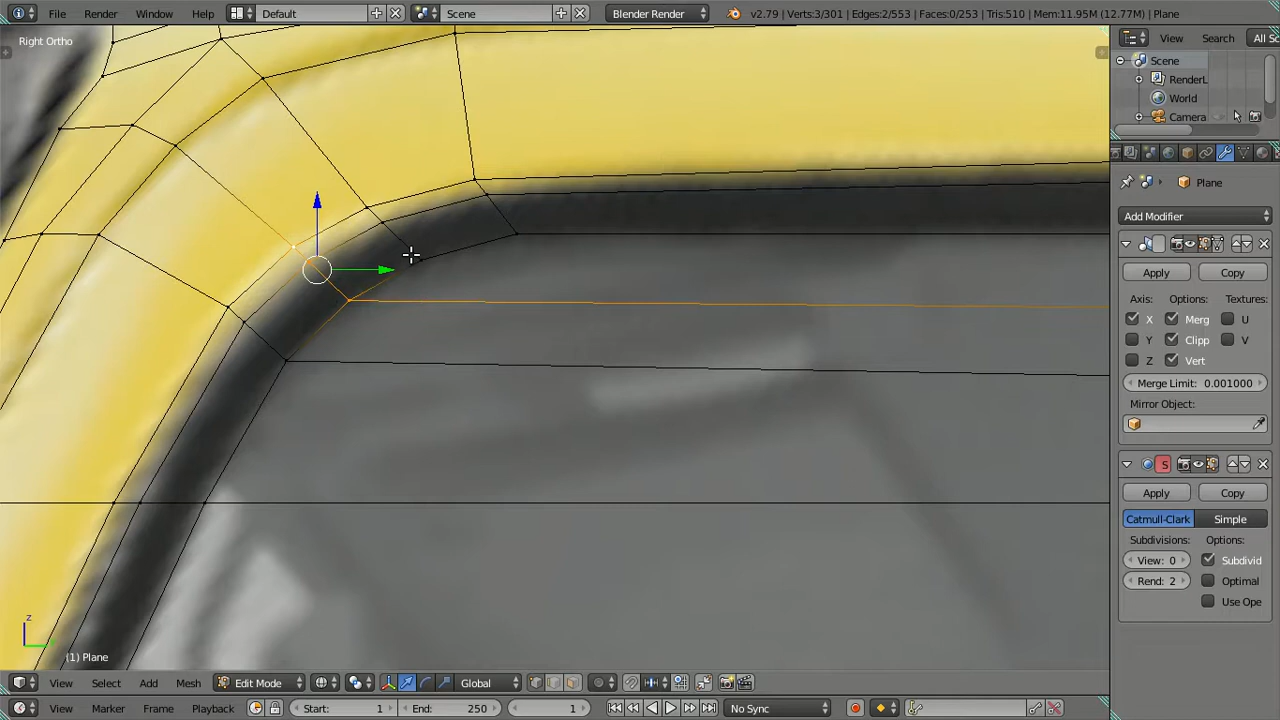 File Render Window Help Default Scene Blender Render v2.79 | Verts:3/301 | Edges:2/553 | Faces:0/253 | Tris:510 | Mem:11.95M (12.77M) | Plane
Right Ortho
View Search All Sc
Scene
RenderL
World
Camera
Plane
Add Modifier
Apply Copy
Axis: Options: Textures:
X Merg U
Y Clipp V
Z Vert
Merge Limit: 0.001000
Mirror Object:
S
Apply Copy
Catmull-Clark Simple
Subdivisions: Options:
View: 0 Subdivid
Rend: 2 Optimal
Use Ope
z
(1) Plane
View Select Add Mesh Edit Mode Global
View Marker Frame Playback Start: 1 End: 250 1 No Sync